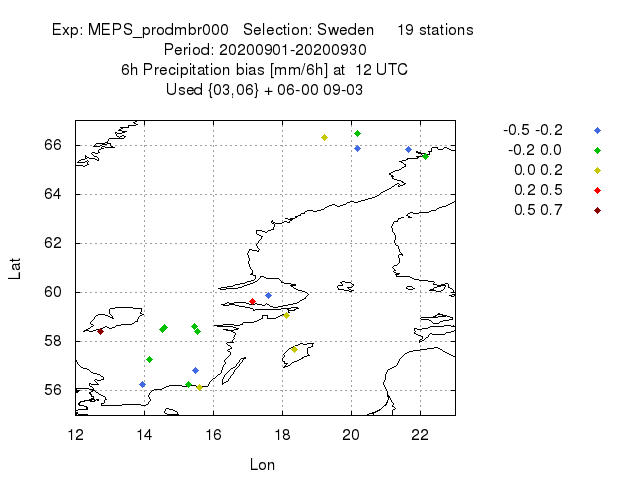 Exp: MEPS_prodmbr000 Selection: Sweden 19 stations
Period: 20200901-20200930
6h Precipitation bias [mm/6h] at 12 UTC
Used {03,06} + 06-00 09-03
-0.5 -0.2
-0.2 0.0
0.0 0.2
0.2 0.5
0.5 0.7
66
64
62
60
58
56
Lat
12 14 16 18 20 22
Lon